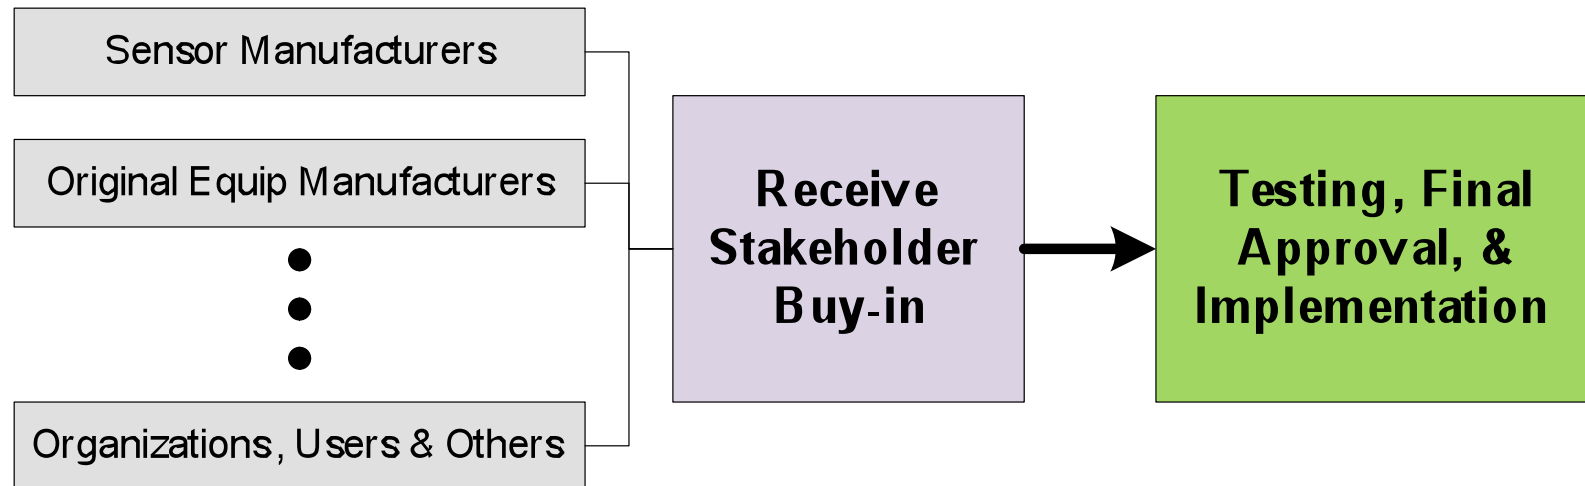 Sensor Manufacturers
Original Equip Manufacturers
Organizations, Users & Others
Receive
Stakeholder
Buy-in
Testing, Final
Approval, &
Implementation